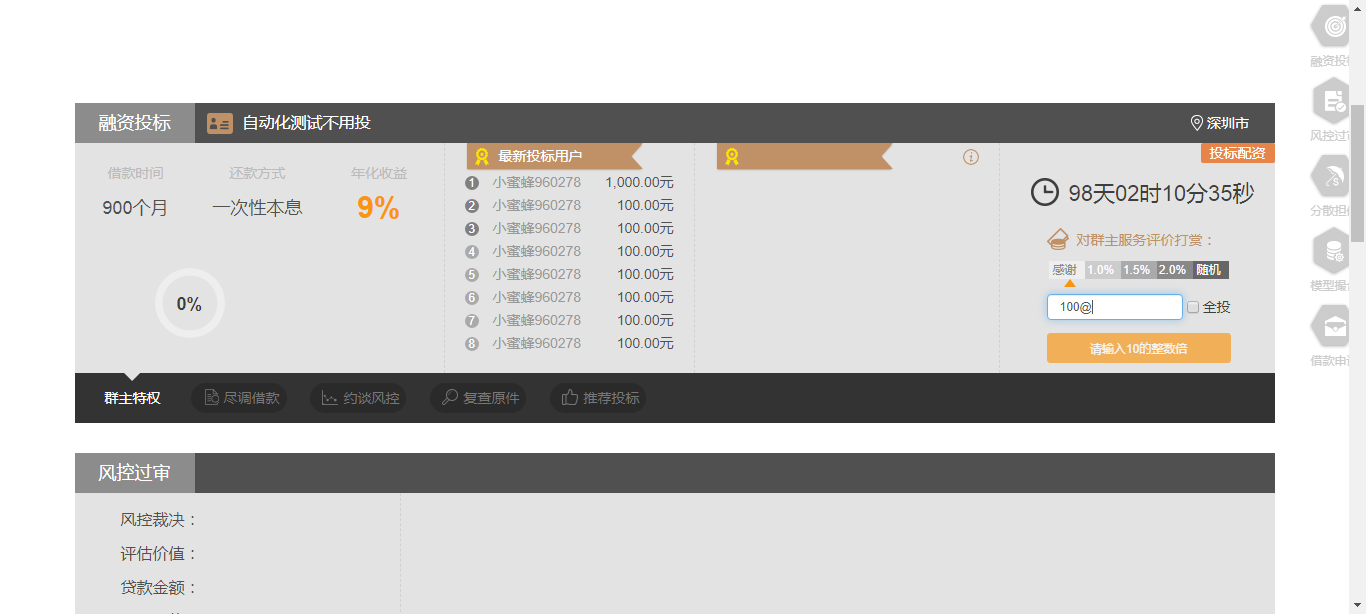 融资投标
自动化测试不用投
深圳市
借款时间
还款方式
年化收益
900个月
一次性本息
9%
0%
最新投标用户
1 小蜜蜂960278 1,000.00元
2 小蜜蜂960278 100.00元
3 小蜜蜂960278 100.00元
4 小蜜蜂960278 100.00元
5 小蜜蜂960278 100.00元
6 小蜜蜂960278 100.00元
7 小蜜蜂960278 100.00元
8 小蜜蜂960278 100.00元
投标配资
98天02时10分35秒
对群主服务评价打赏：
感谢 1.0% 1.5% 2.0% 随机
100@
全投
请输入10的整数倍
群主特权
尽调借款
约谈风控
复查原件
推荐投标
风控过审
风控裁决：
评估价值：
贷款金额：
融资投
风控过
分散担
模型撮
借款申